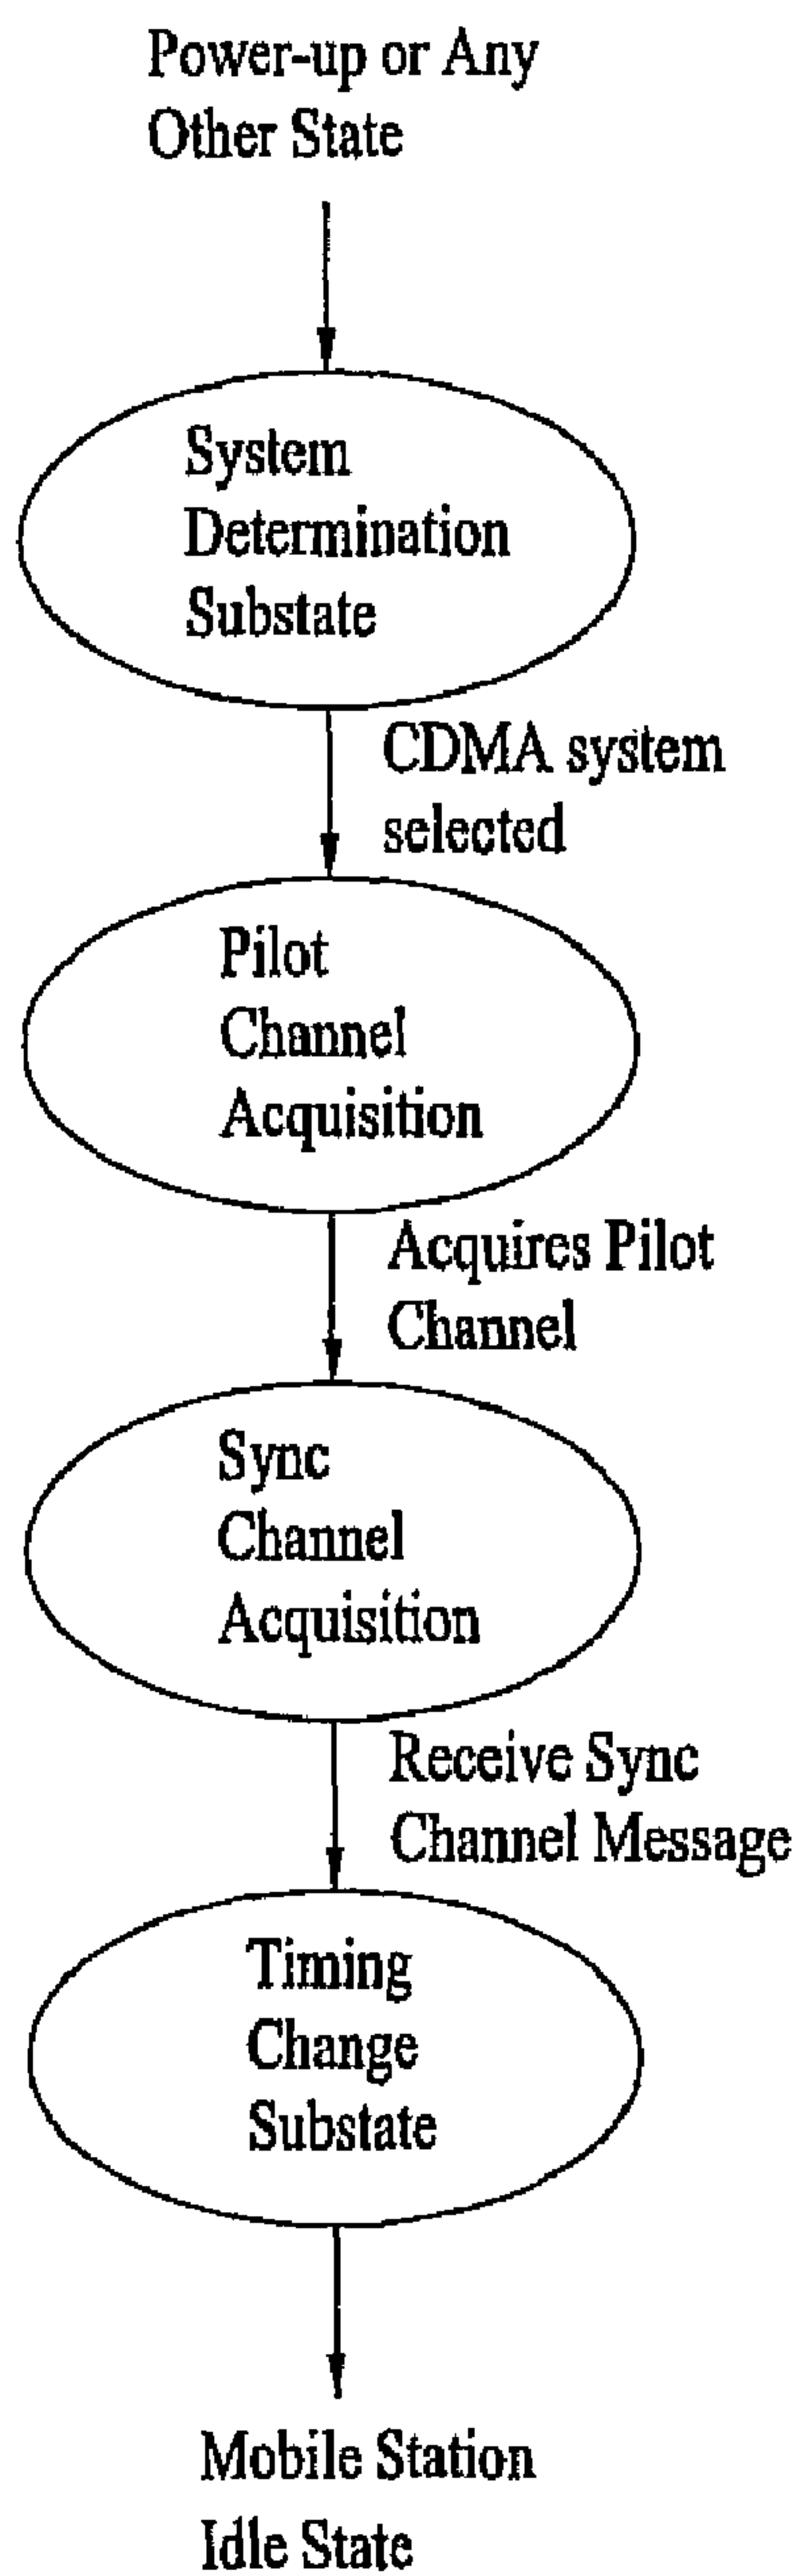 Power-up or Any
Other State
System
Determination
Substate
CDMA system
selected
Pilot
Channel
Acquisition
Acquires Pilot
Channel
Sync
Channel
Acquisition
Receive Sync
Channel Message
Timing
Change
Substate
Mobile Station
Idle State